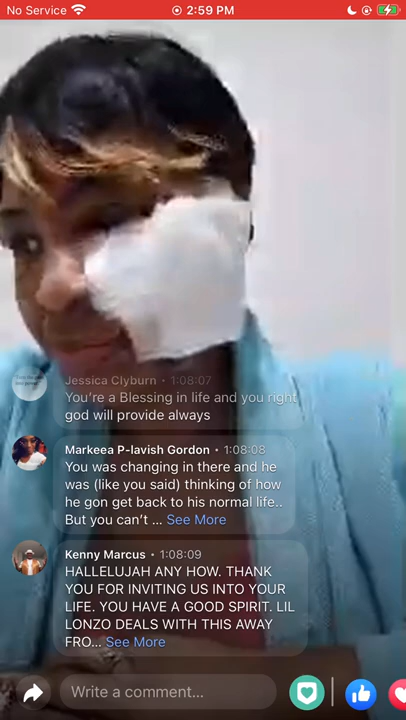 No Service 2:59 PM
Jessica Clyburn · 1:08:07
You're a Blessing in life and you right
god will provide always
Markeea P-lavish Gordon · 1:08:08
You was changing in there and he
was (like you said) thinking of how
he gon get back to his normal life..
But you can't ... See More
Kenny Marcus · 1:08:09
HALLELUJAH ANY HOW. THANK
YOU FOR INVITING US INTO YOUR
LIFE. YOU HAVE A GOOD SPIRIT. LIL
LONZO DEALS WITH THIS AWAY
FRO... See More
Write a comment...